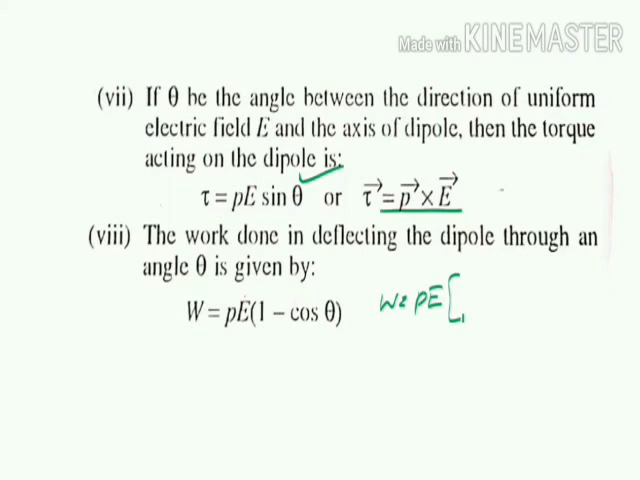 Made with KINEMASTER
(vii) If θ be the angle between the direction of uniform
electric field E and the axis of dipole, then the torque
acting on the dipole is:
τ = pE sin θ or τ⃗ = p⃗ × E⃗
(viii) The work done in deflecting the dipole through an
angle θ is given by:
W = pE(1 – cos θ) W = PE[